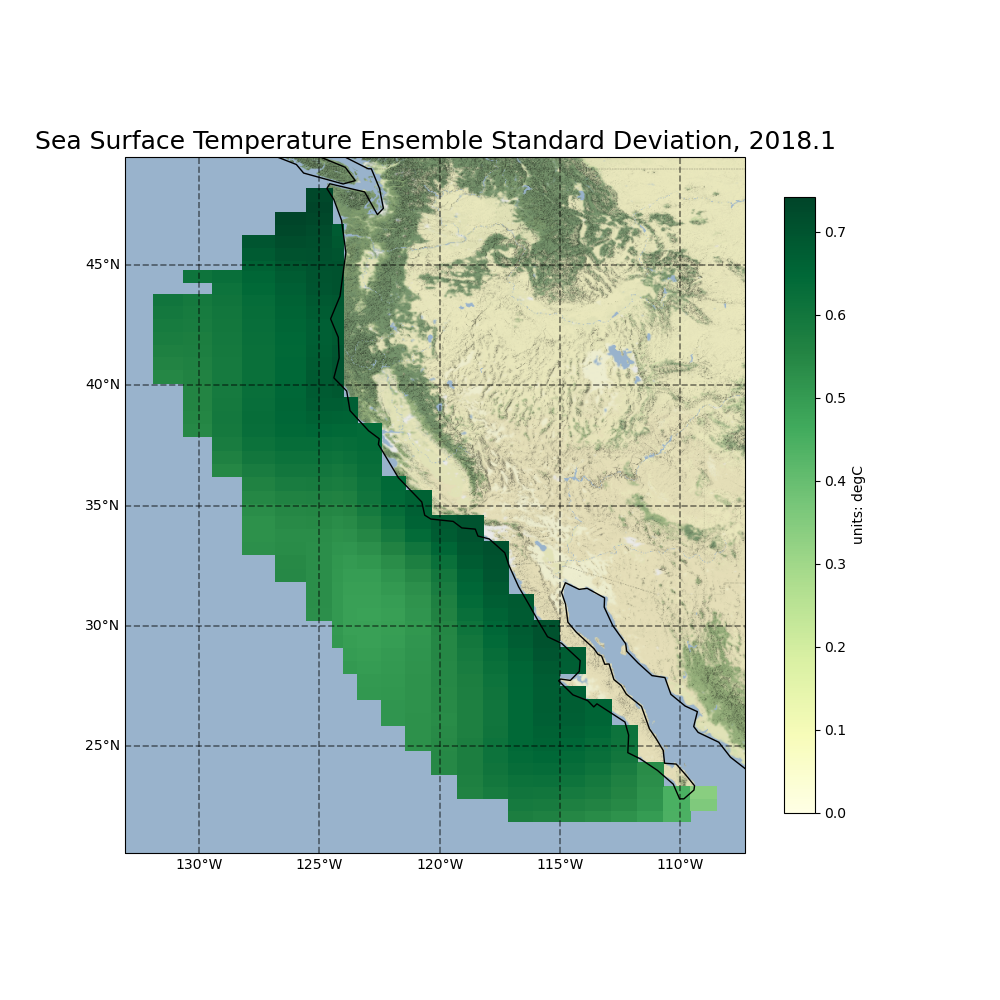 Sea Surface Temperature Ensemble Standard Deviation, 2018.1
45°N
40°N
35°N
30°N
25°N
130°W
125°W
120°W
115°W
110°W
0.7
0.6
0.5
0.4
0.3
0.2
0.1
0.0
units: degC